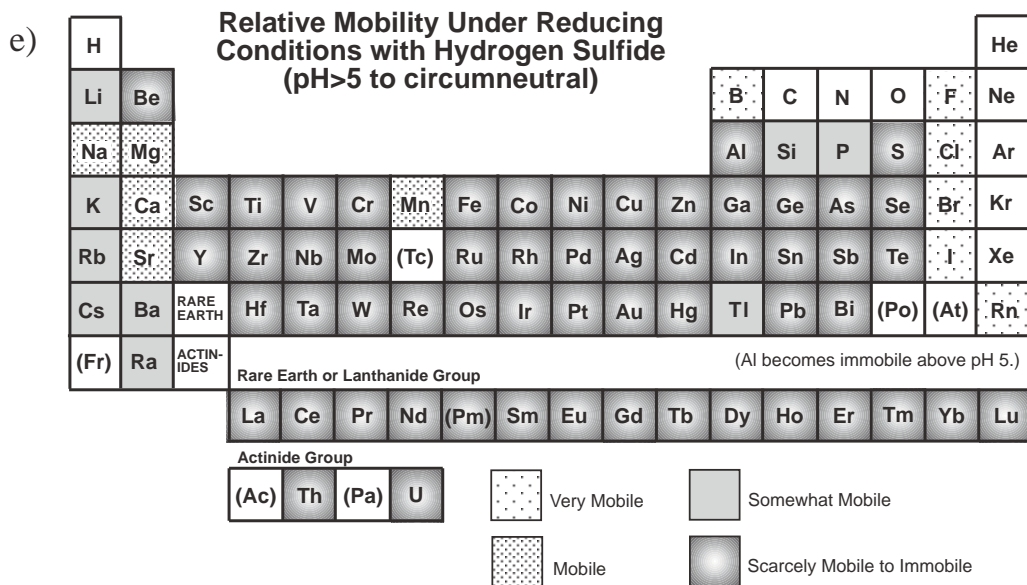 e)
Relative Mobility Under Reducing
Conditions with Hydrogen Sulfide
(pH>5 to circumneutral)
H He
Li Be B C N O F Ne
Na Mg Al Si P S Cl Ar
K Ca Sc Ti V Cr Mn Fe Co Ni Cu Zn Ga Ge As Se Br Kr
Rb Sr Y Zr Nb Mo (Tc) Ru Rh Pd Ag Cd In Sn Sb Te I Xe
Cs Ba RARE EARTH Hf Ta W Re Os Ir Pt Au Hg Tl Pb Bi (Po) (At) Rn
(Fr) Ra ACTIN-IDES
(Al becomes immobile above pH 5.)
Rare Earth or Lanthanide Group
La Ce Pr Nd (Pm) Sm Eu Gd Tb Dy Ho Er Tm Yb Lu
Actinide Group
(Ac) Th (Pa) U
Very Mobile
Somewhat Mobile
Mobile
Scarcely Mobile to Immobile